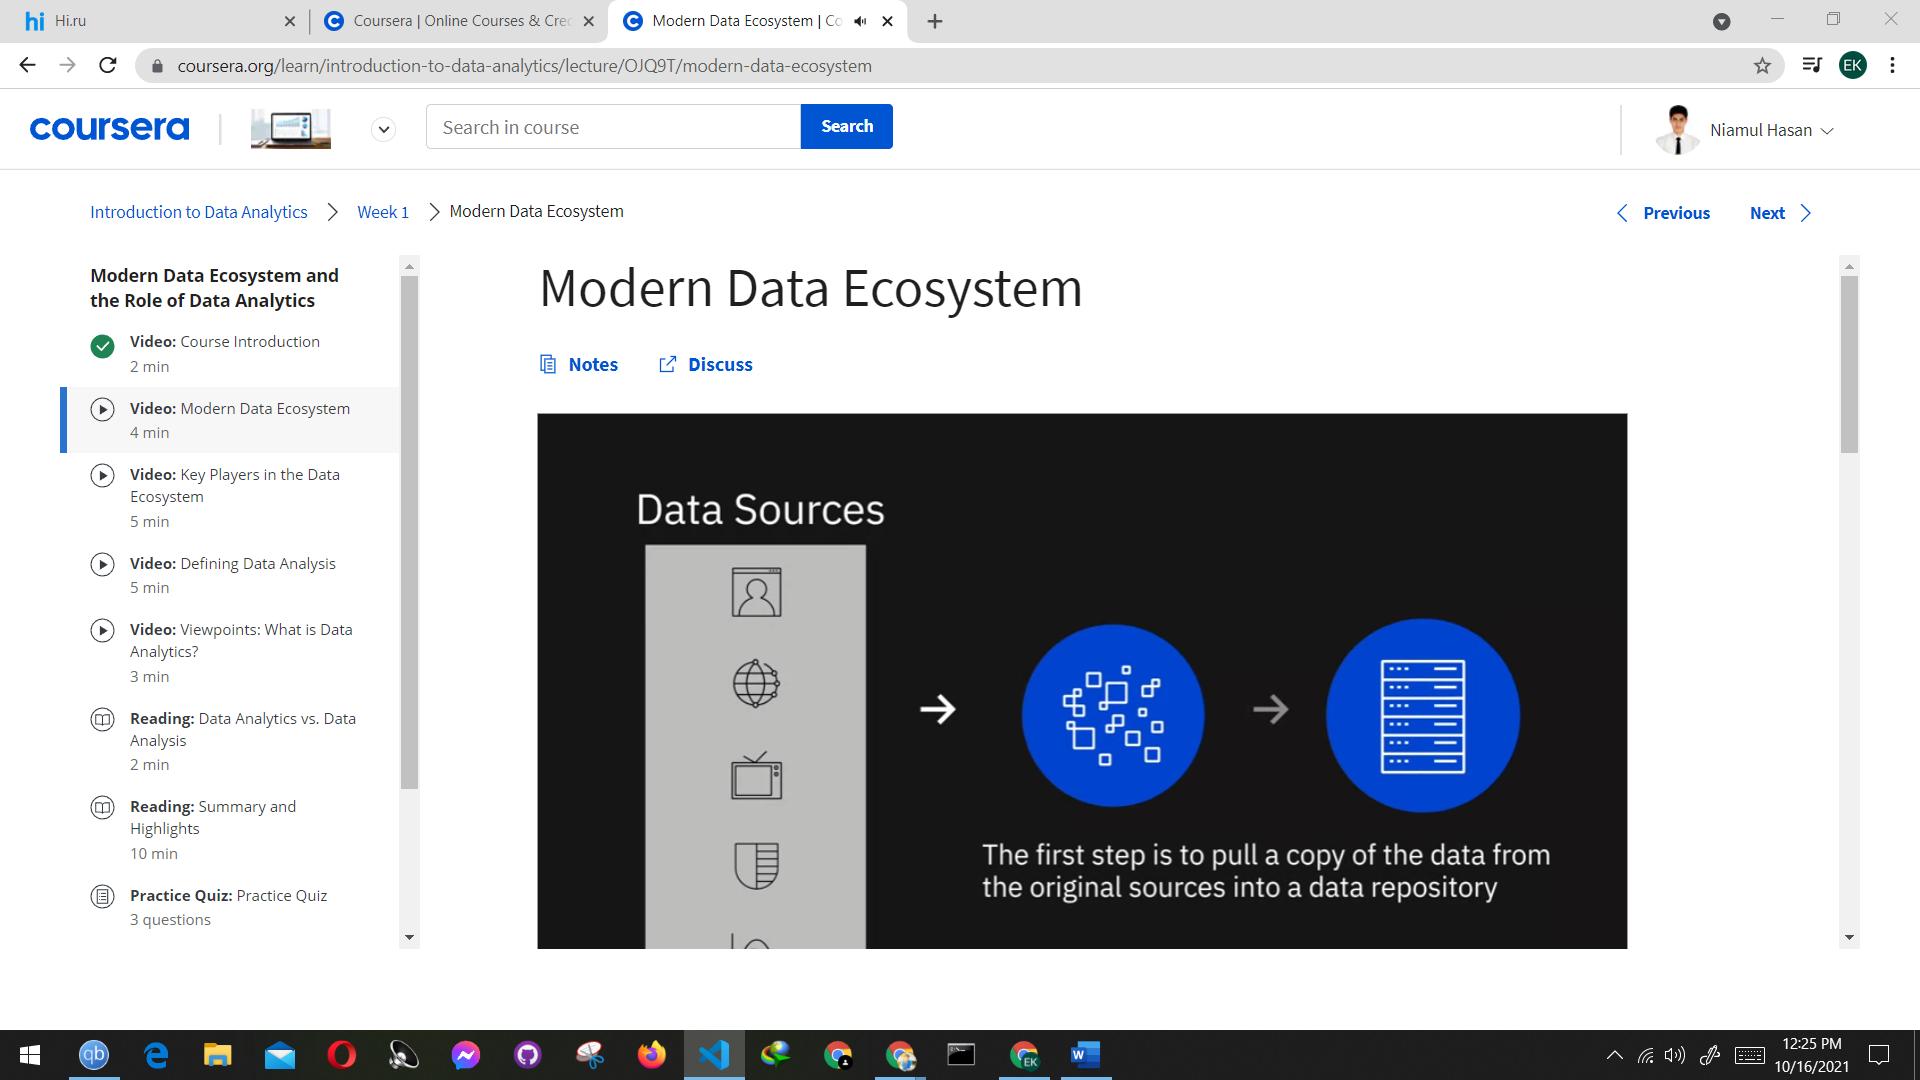 Hi.ru
Coursera | Online Courses & Crec
Modern Data Ecosystem | Co
coursera.org/learn/introduction-to-data-analytics/lecture/OJQ9T/modern-data-ecosystem
EK
coursera
Search in course
Search
Niamul Hasan
Introduction to Data Analytics
Week 1
Modern Data Ecosystem
Previous
Next
Modern Data Ecosystem and
the Role of Data Analytics
Video: Course Introduction
2 min
Video: Modern Data Ecosystem
4 min
Video: Key Players in the Data
Ecosystem
5 min
Video: Defining Data Analysis
5 min
Video: Viewpoints: What is Data
Analytics?
3 min
Reading: Data Analytics vs. Data
Analysis
2 min
Reading: Summary and
Highlights
10 min
Practice Quiz: Practice Quiz
3 questions
Modern Data Ecosystem
Notes
Discuss
Data Sources
The first step is to pull a copy of the data from
the original sources into a data repository
12:25 PM
10/16/2021